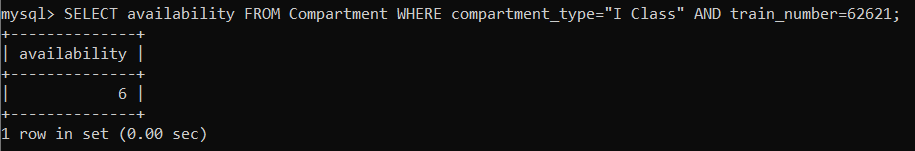 mysql> SELECT availability FROM Compartment WHERE compartment_type="I Class" AND train_number=62621;
+--------------+
| availability |
+--------------+
|            6 |
+--------------+
1 row in set (0.00 sec)